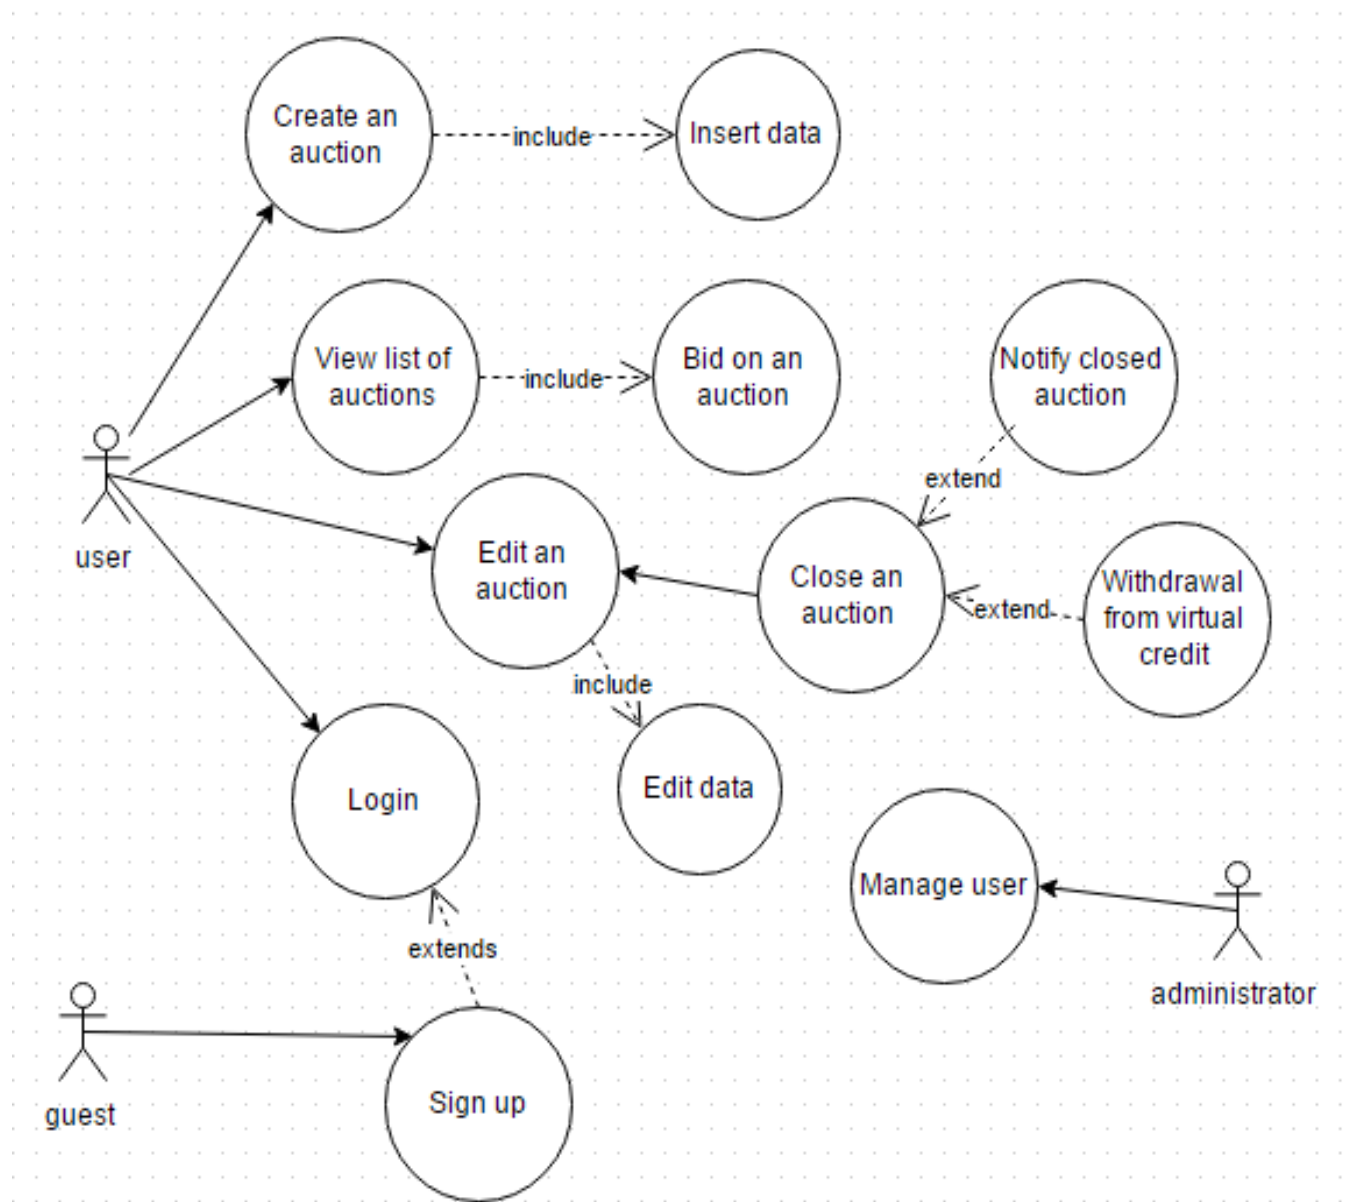 Create an
auction
include
Insert data
View list of
auctions
include
Bid on an
auction
Notify closed
auction
extend
user
Edit an
auction
Close an
auction
extend
Withdrawal
from virtual
credit
include
Login
Edit data
Manage user
extends
administrator
guest
Sign up